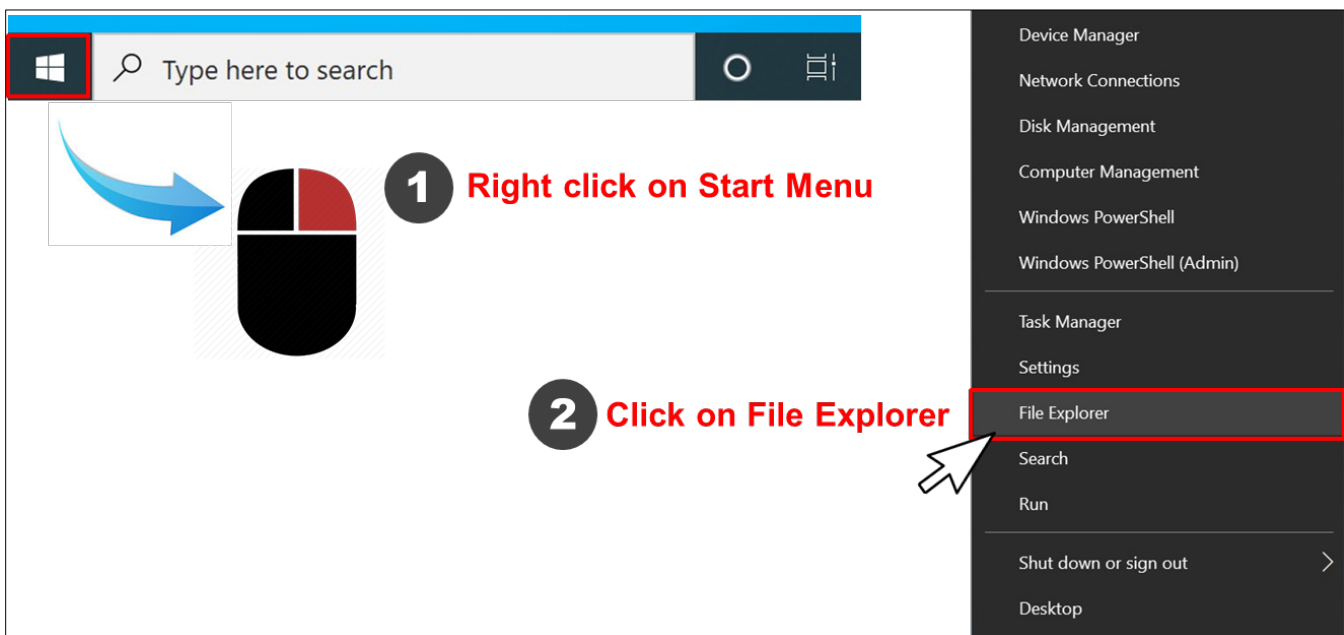 Type here to search
1 Right click on Start Menu
2 Click on File Explorer
Device Manager
Network Connections
Disk Management
Computer Management
Windows PowerShell
Windows PowerShell (Admin)
Task Manager
Settings
File Explorer
Search
Run
Shut down or sign out
Desktop